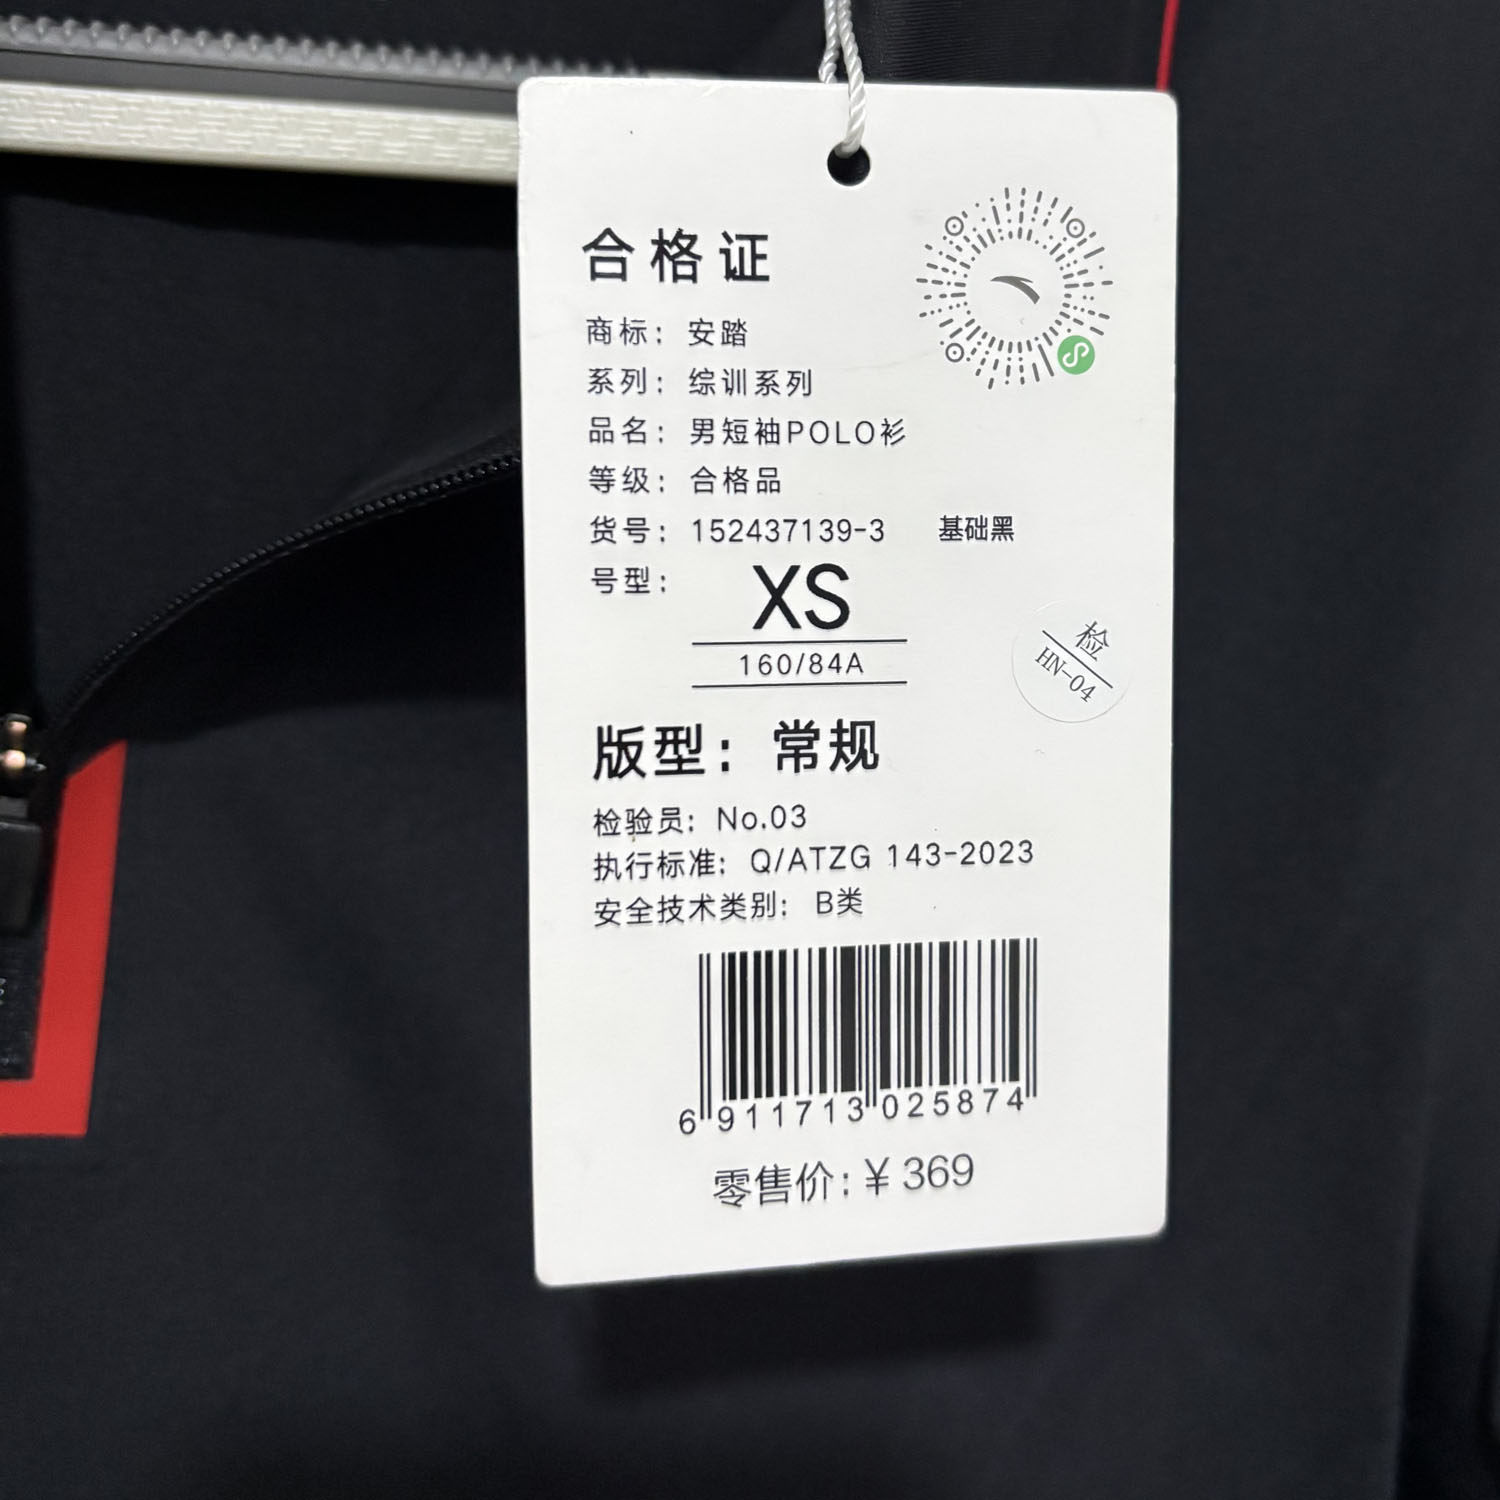 合格证
商标：安踏
系列：综训系列
品名：男短袖POLO衫
等级：合格品
货号：152437139-3 基础黑
号型：XS
160/84A
检
HN-04
版型：常规
检验员：No.03
执行标准：Q/ATZG 143-2023
安全技术类别：B类
6 911713 025874
零售价：￥369